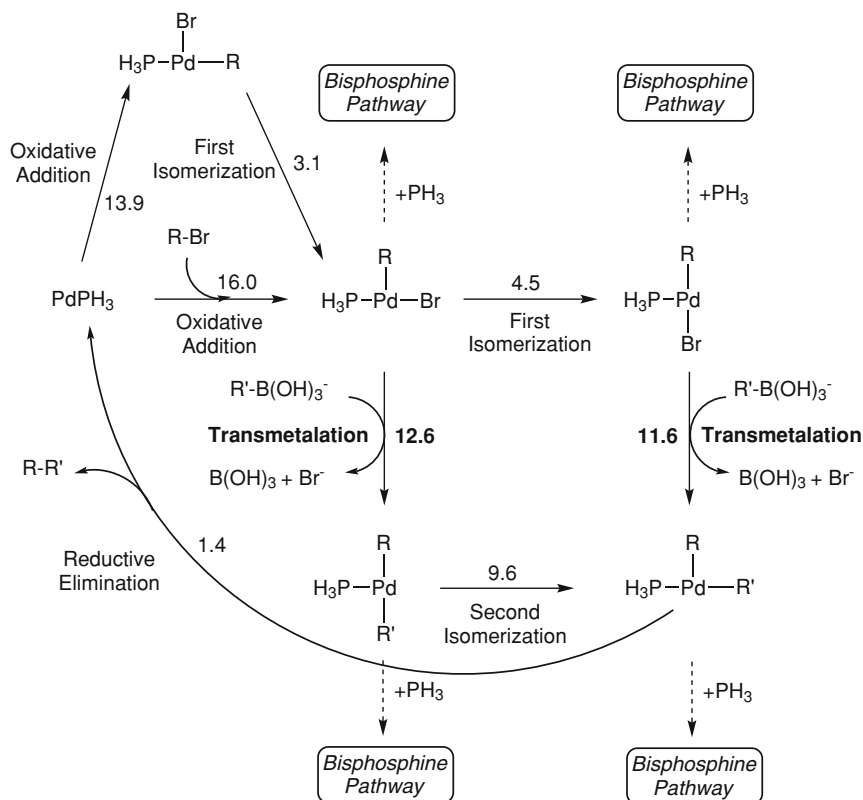 Br
H₃P-Pd-R
Bisphosphine
Pathway
Bisphosphine
Pathway
Oxidative
Addition
13.9
First
Isomerization
3.1
+PH₃
+PH₃
R-Br
R
R
PdPH₃
16.0
Oxidative
Addition
H₃P-Pd-Br
4.5
First
Isomerization
H₃P-Pd
Br
R'-B(OH)₃⁻
Transmetalation
12.6
B(OH)₃ + Br⁻
R'-B(OH)₃⁻
11.6
Transmetalation
B(OH)₃ + Br⁻
R-R'
Reductive
Elimination
1.4
R
H₃P-Pd
R'
9.6
Second
Isomerization
R
H₃P-Pd-R'
+PH₃
+PH₃
Bisphosphine
Pathway
Bisphosphine
Pathway